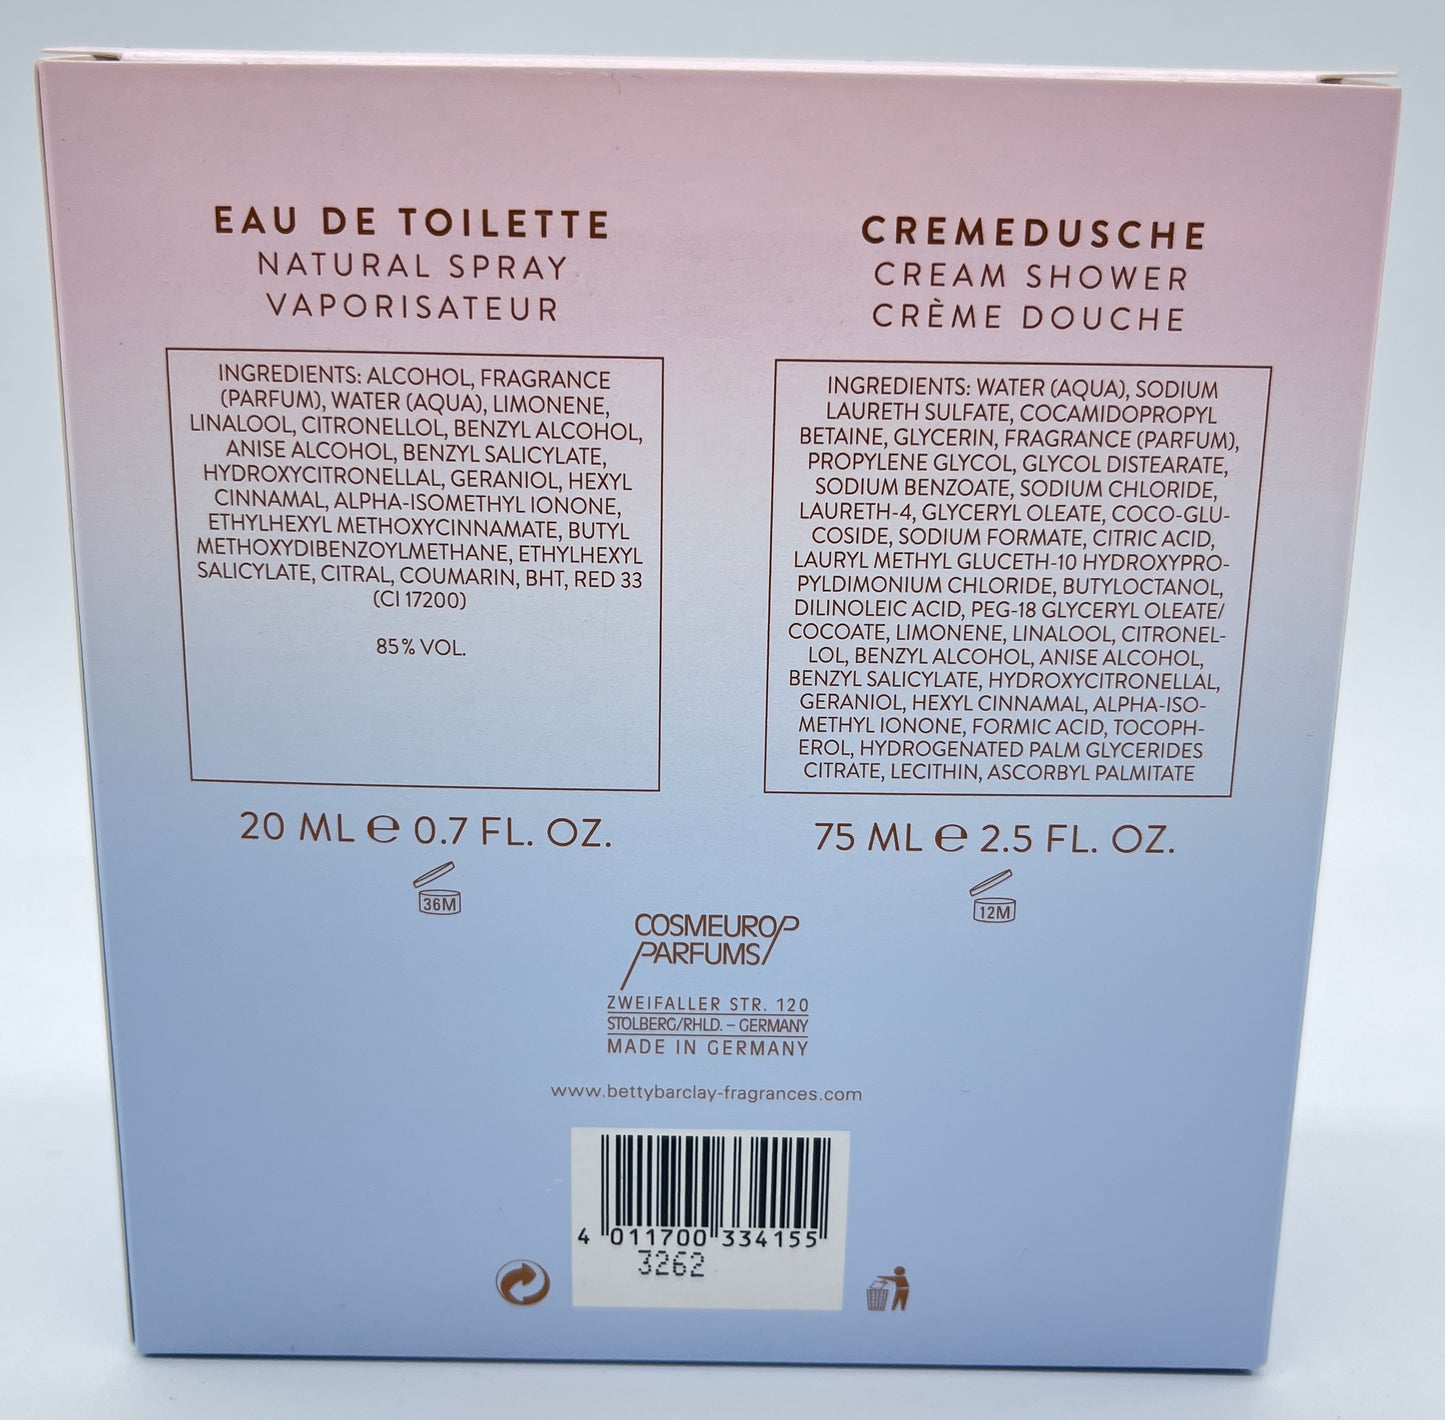 EAU DE TOILETTE
NATURAL SPRAY
VAPORISATEUR
INGREDIENTS: ALCOHOL, FRAGRANCE
(PARFUM), WATER (AQUA), LIMONENE,
LINALOOL, CITRONELLOL, BENZYL ALCOHOL,
ANISE ALCOHOL, BENZYL SALICYLATE,
HYDROXYCITRONELLAL, GERANIOL, HEXYL
CINNAMAL, ALPHA-ISOMETHYL IONONE,
ETHYLHEXYL METHOXYCINNAMATE, BUTYL
METHOXYDIBENZOYLMETHANE, ETHYLHEXYL
SALICYLATE, CITRAL, COUMARIN, BHT, RED 33
(CI 17200)
85% VOL.
20 ML ℮ 0.7 FL. OZ.
36M
CREMEDUSCHE
CREAM SHOWER
CRÈME DOUCHE
INGREDIENTS: WATER (AQUA), SODIUM
LAURETH SULFATE, COCAMIDOPROPYL
BETAINE, GLYCERIN, FRAGRANCE (PARFUM),
PROPYLENE GLYCOL, GLYCOL DISTEARATE,
SODIUM BENZOATE, SODIUM CHLORIDE,
LAURETH-4, GLYCERYL OLEATE, COCO-GLU-
COSIDE, SODIUM FORMATE, CITRIC ACID,
LAURYL METHYL GLUCETH-10 HYDROXYPRO-
PYLDIMONIUM CHLORIDE, BUTYLOCTANOL,
DILINOLEIC ACID, PEG-18 GLYCERYL OLEATE/
COCOATE, LIMONENE, LINALOOL, CITRONEL-
LOL, BENZYL ALCOHOL, ANISE ALCOHOL,
BENZYL SALICYLATE, HYDROXYCITRONELLAL,
GERANIOL, HEXYL CINNAMAL, ALPHA-ISO-
METHYL IONONE, FORMIC ACID, TOCOPH-
EROL, HYDROGENATED PALM GLYCERIDES
CITRATE, LECITHIN, ASCORBYL PALMITATE
75 ML ℮ 2.5 FL. OZ.
12M
COSMEUROP
PARFUMS
ZWEIFALLER STR. 120
STOLBERG/RHLD. – GERMANY
MADE IN GERMANY
www.bettybarclay-fragrances.com
4 011700 334155
3262